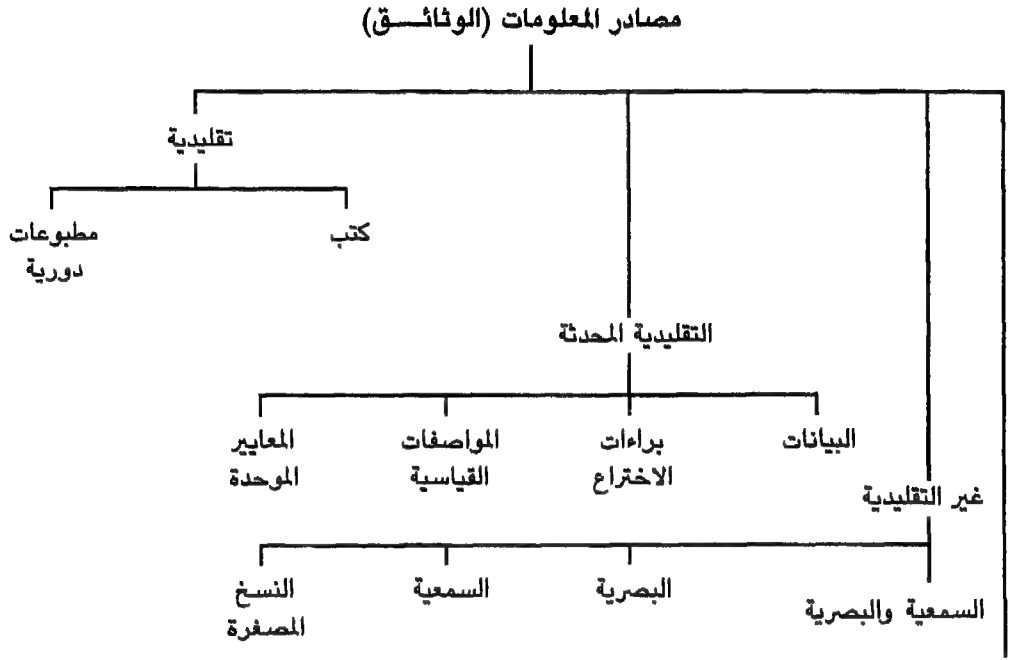 مصادر المعلومات (الوثائــــق)
تقليدية
كتب
مطبوعات
دورية
التقليدية المحدثة
البيانات
براءات
الاختراع
المواصفات
القياسية
المعايير
الموحدة
غير التقليدية
السمعية والبصرية
البصرية
السمعية
النسخ
المصغرة